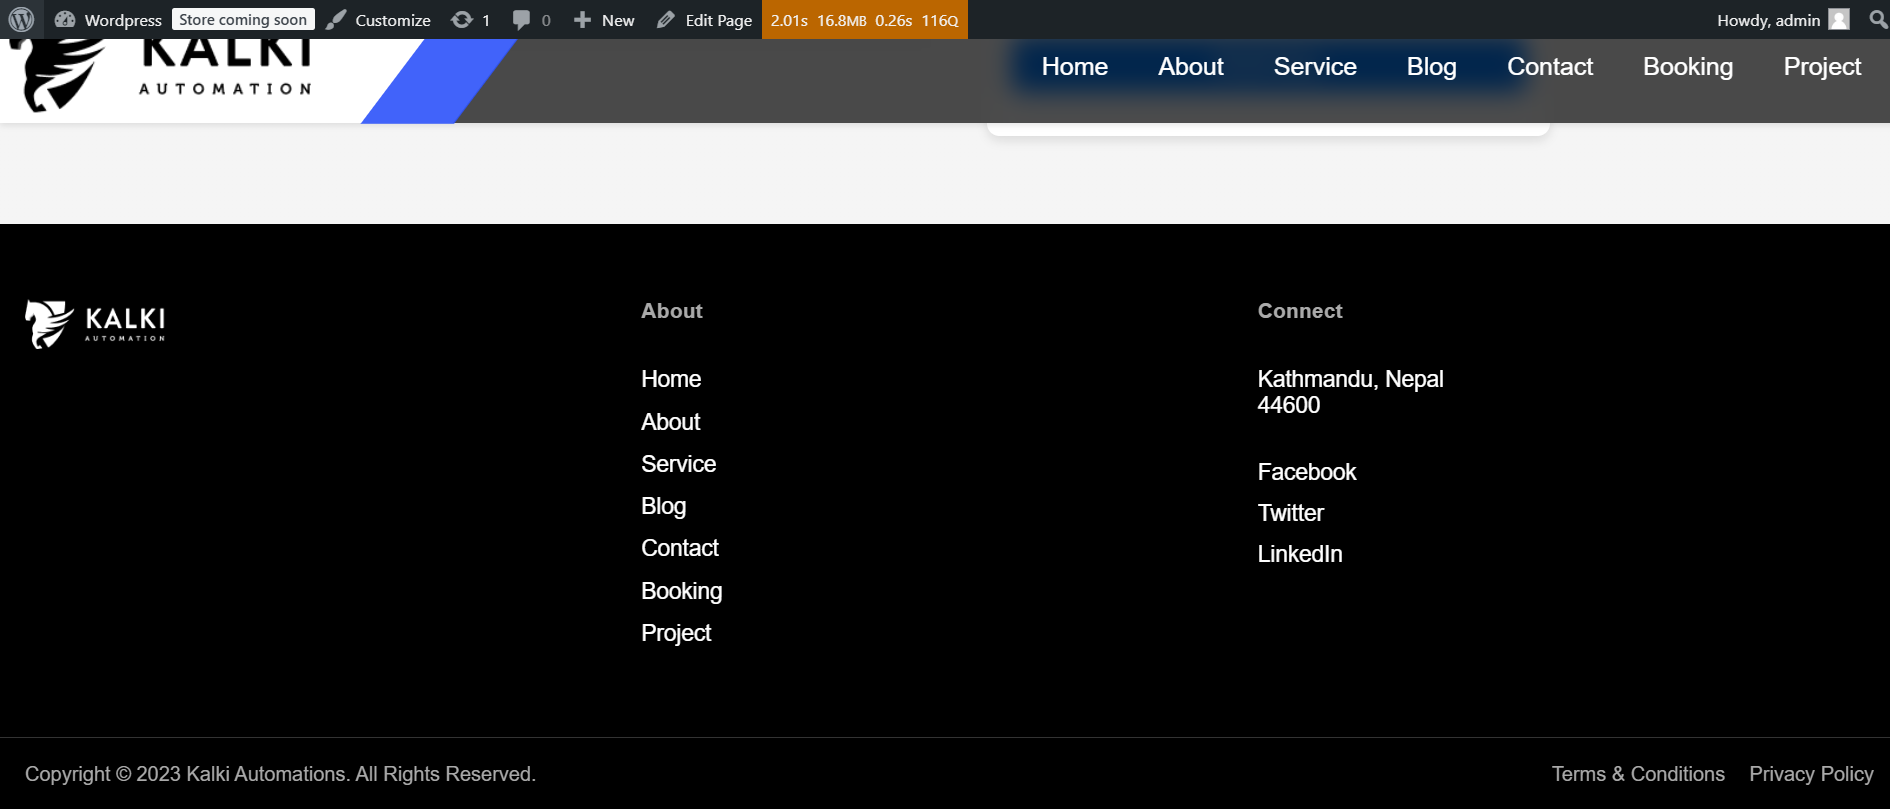 Wordpress Store coming soon Customize 1 0 New Edit Page 2.01s 16.8MB 0.26s 116Q Howdy, admin
KALKI
AUTOMATION
Home About Service Blog Contact Booking Project
KALKI
AUTOMATION
About
Home
About
Service
Blog
Contact
Booking
Project
Connect
Kathmandu, Nepal
44600
Facebook
Twitter
LinkedIn
Copyright © 2023 Kalki Automations. All Rights Reserved.
Terms & Conditions Privacy Policy